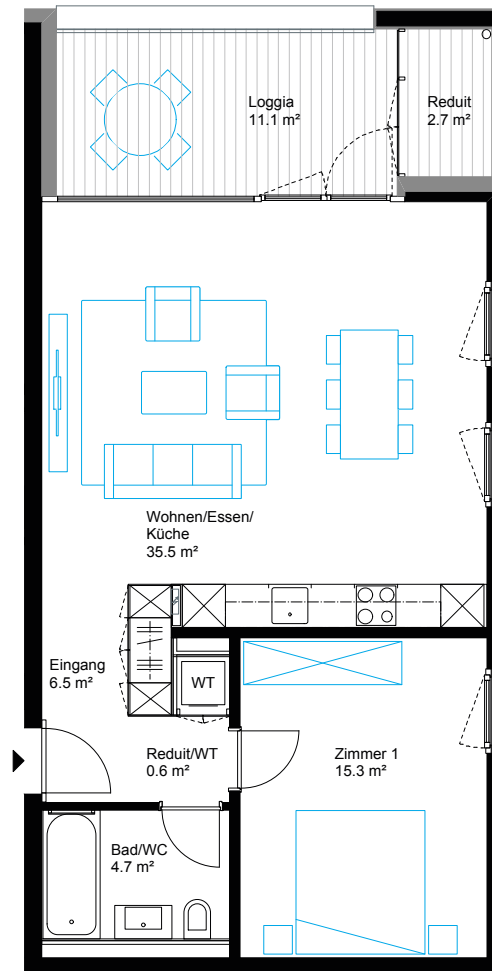 Loggia
11.1 m²
Reduit
2.7 m²
Wohnen/Essen/
Küche
35.5 m²
Eingang
6.5 m²
WT
Reduit/WT
0.6 m²
Zimmer 1
15.3 m²
Bad/WC
4.7 m²